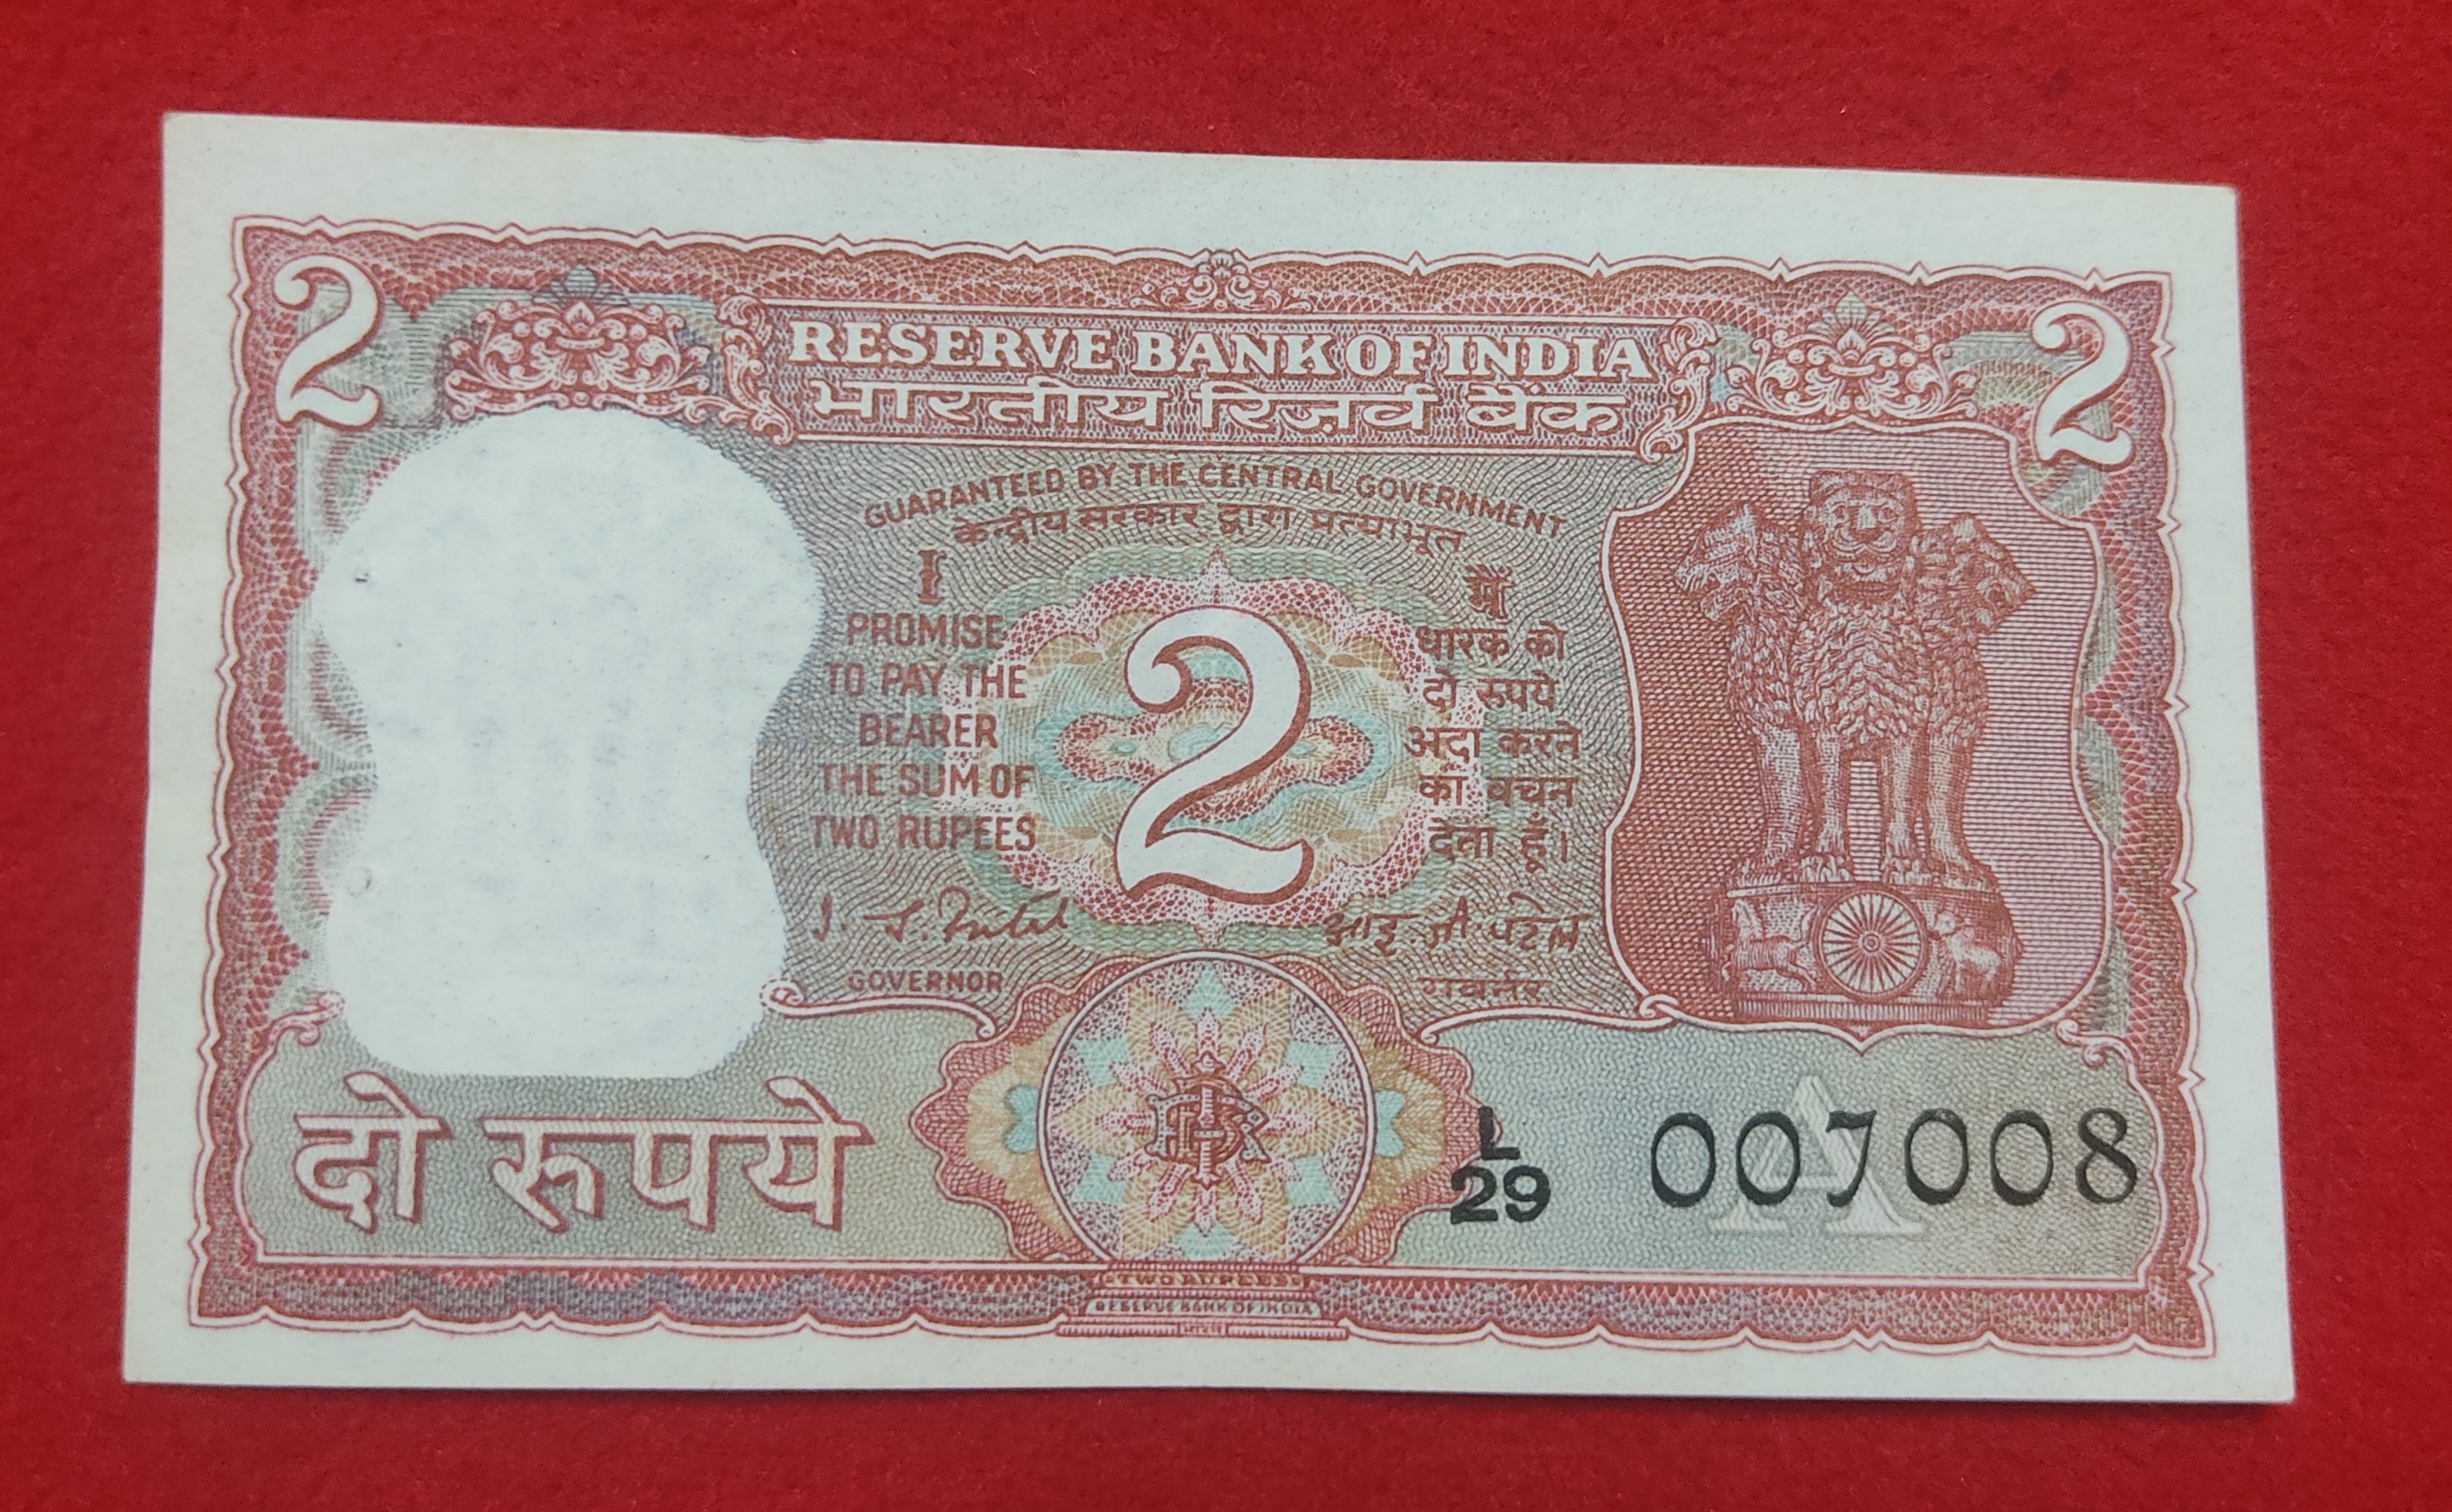 2
2
RESERVE BANK OF INDIA
भारतीय रिज़र्व बैंक
GUARANTEED BY THE CENTRAL GOVERNMENT
केन्द्रीय सरकार द्वारा प्रत्याभूत
I
PROMISE
TO PAY THE
BEARER
THE SUM OF
TWO RUPEES
2
मैं
धारक को
दो रुपये
अदा करने
का वचन
देता हूँ।
आइ. जी. पटेल
GOVERNOR
गवर्नर
दो रुपये
L
29
A
007008
TWO RUPEES
RESERVE BANK OF INDIA